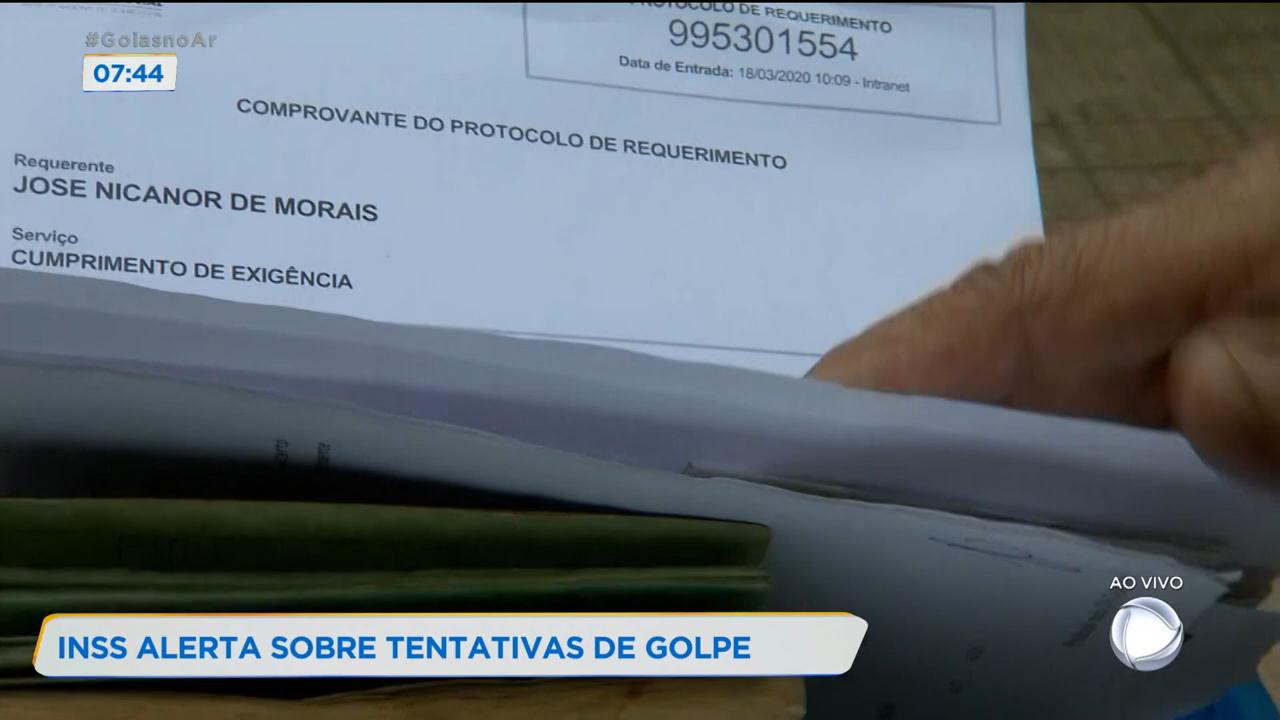 #GoiasnoAr
07:44
PROTOCOLO DE REQUERIMENTO
995301554
Data de Entrada: 18/03/2020 10:09 - Intranet
COMPROVANTE DO PROTOCOLO DE REQUERIMENTO
Requerente
JOSE NICANOR DE MORAIS
Serviço
CUMPRIMENTO DE EXIGÊNCIA
AO VIVO
INSS ALERTA SOBRE TENTATIVAS DE GOLPE